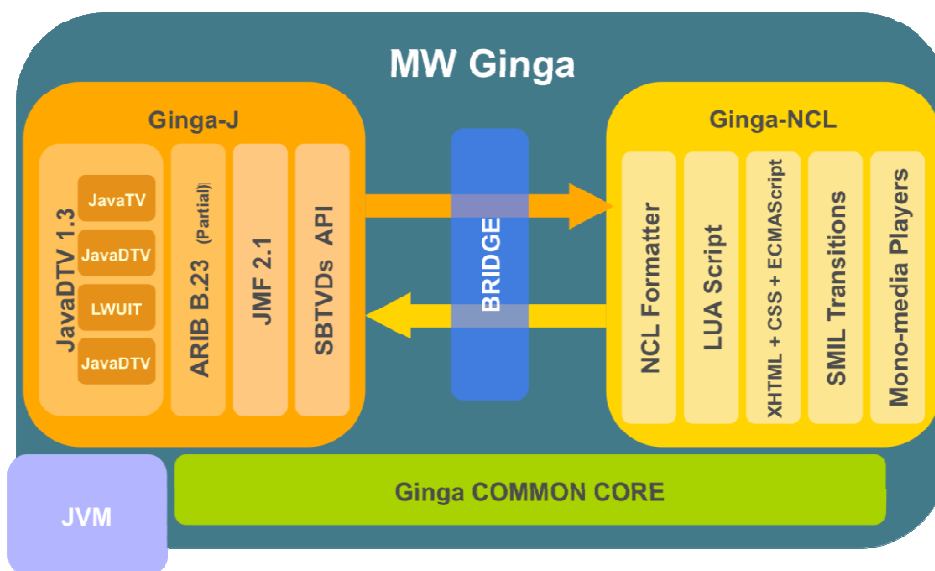 MW Ginga
Ginga-J
JavaDTV 1.3
JavaTV
JavaDTV
LWUIT
JavaDTV
ARIB B.23 (Partial)
JMF 2.1
SBTVDs API
BRIDGE
Ginga-NCL
NCL Formatter
LUA Script
XHTML + CSS + ECMAScript
SMIL Transitions
Mono-media Players
JVM
Ginga COMMON CORE